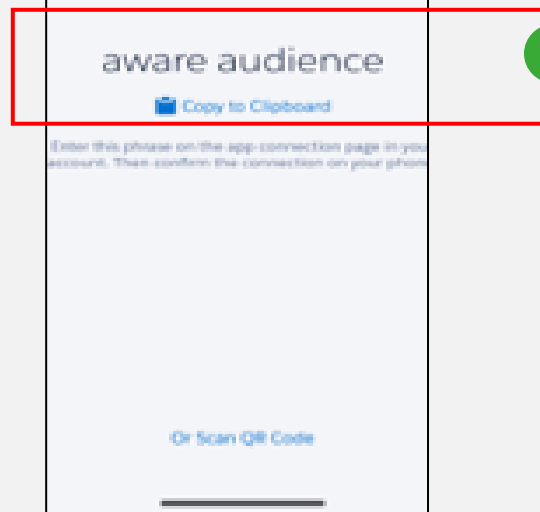 aware audience
Copy to Clipboard
Enter this phrase on the app connection page in you
account. Then confirm the connection on your phon
Or Scan QR Code